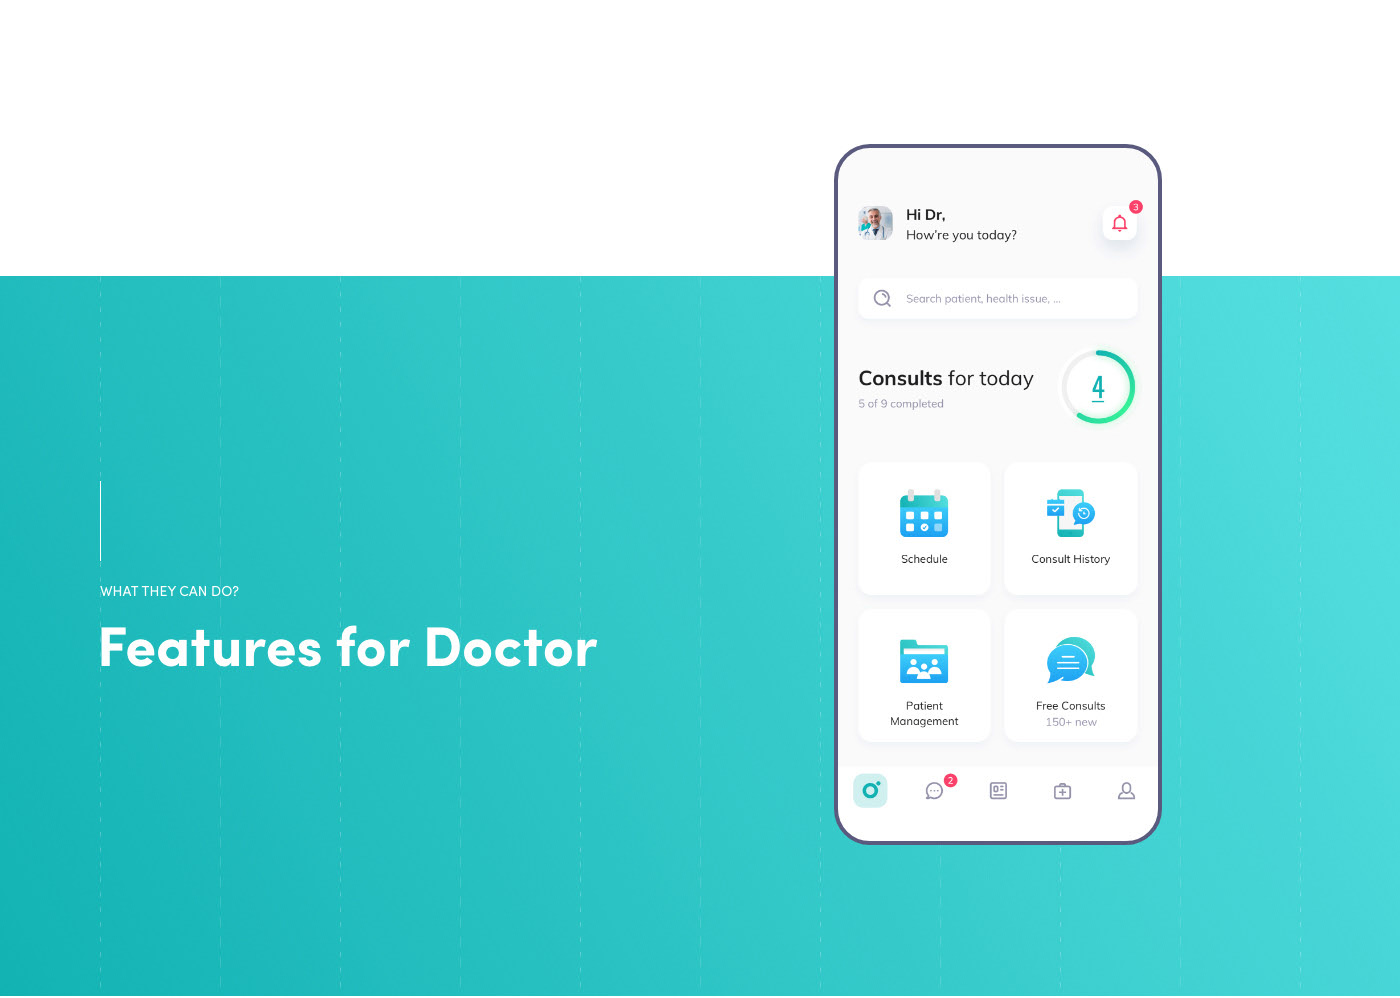 Hi Dr,
How're you today?
3
Search patient, health issue, ...
Consults for today
5 of 9 completed
4
Schedule
Consult History
Patient
Management
Free Consults
150+ new
2
WHAT THEY CAN DO?
Features for Doctor